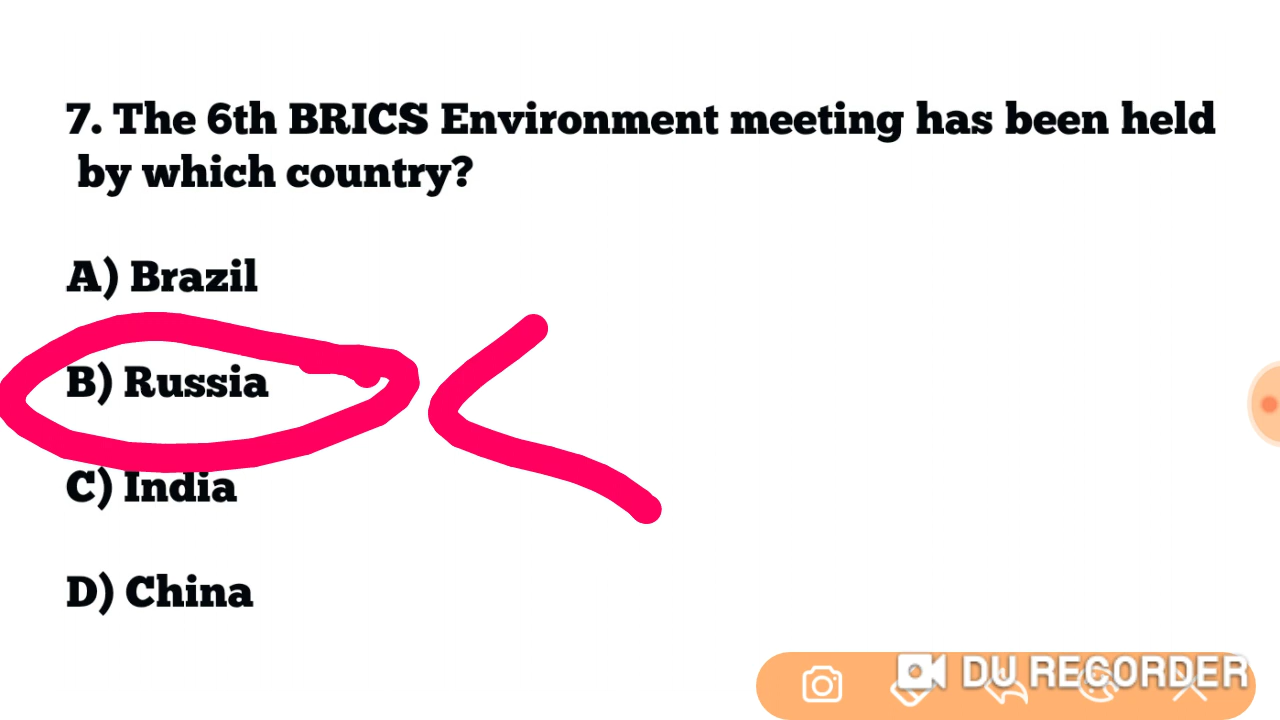 7. The 6th BRICS Environment meeting has been held
by which country?
A) Brazil
B) Russia
C) India
D) China
DU RECORDER